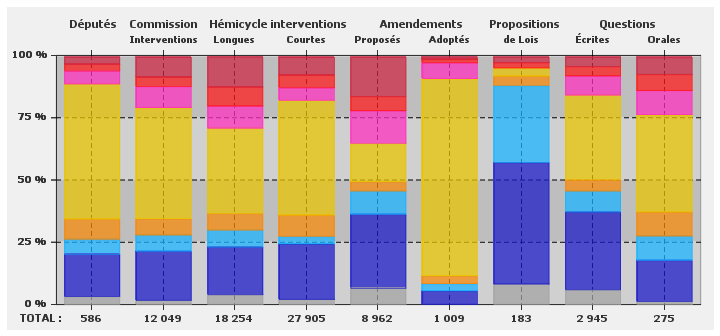 Députés Commission Hémicycle interventions Amendements Propositions Questions
Interventions Longues Courtes Proposés Adoptés de Lois Écrites Orales
100 %
75 %
50 %
25 %
0 %
TOTAL : 586 12 049 18 254 27 905 8 962 1 009 183 2 945 275